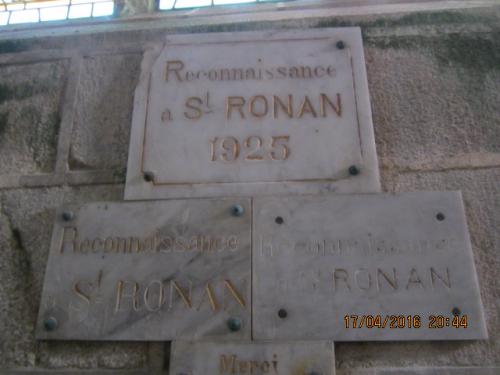 Reconnaissance
a St RONAN
1925
Reconnaissance
a St RONAN
Reconnaissance
a St RONAN
Merci
17/04/2016 20:44